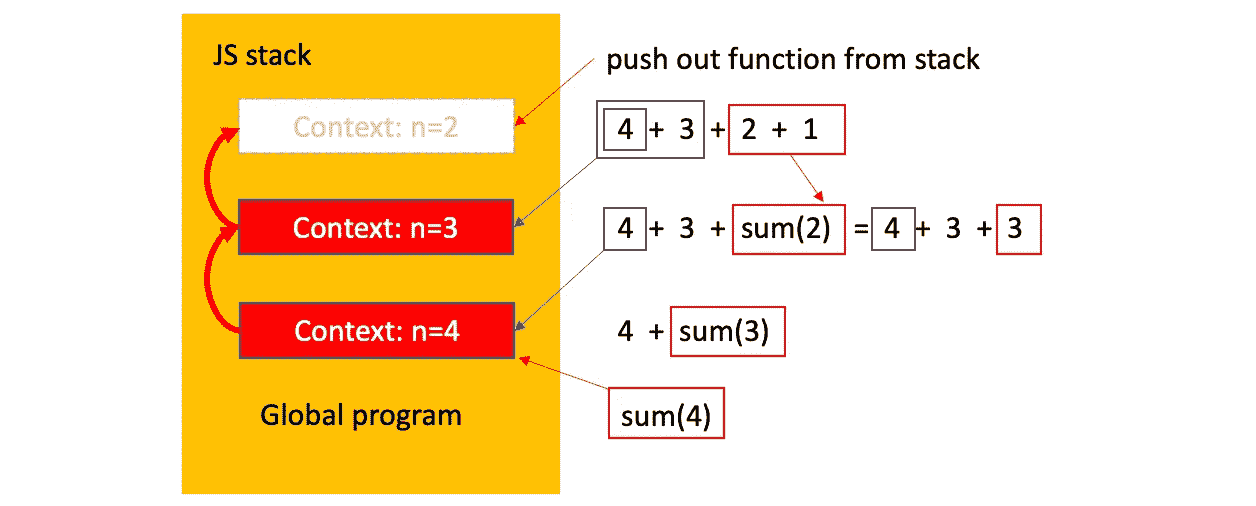 JS stack
push out function from stack
Context: n=2
4 + 3 + 2 + 1
Context: n=3
4 + 3 + sum(2) = 4 + 3 + 3
Context: n=4
4 + sum(3)
Global program
sum(4)